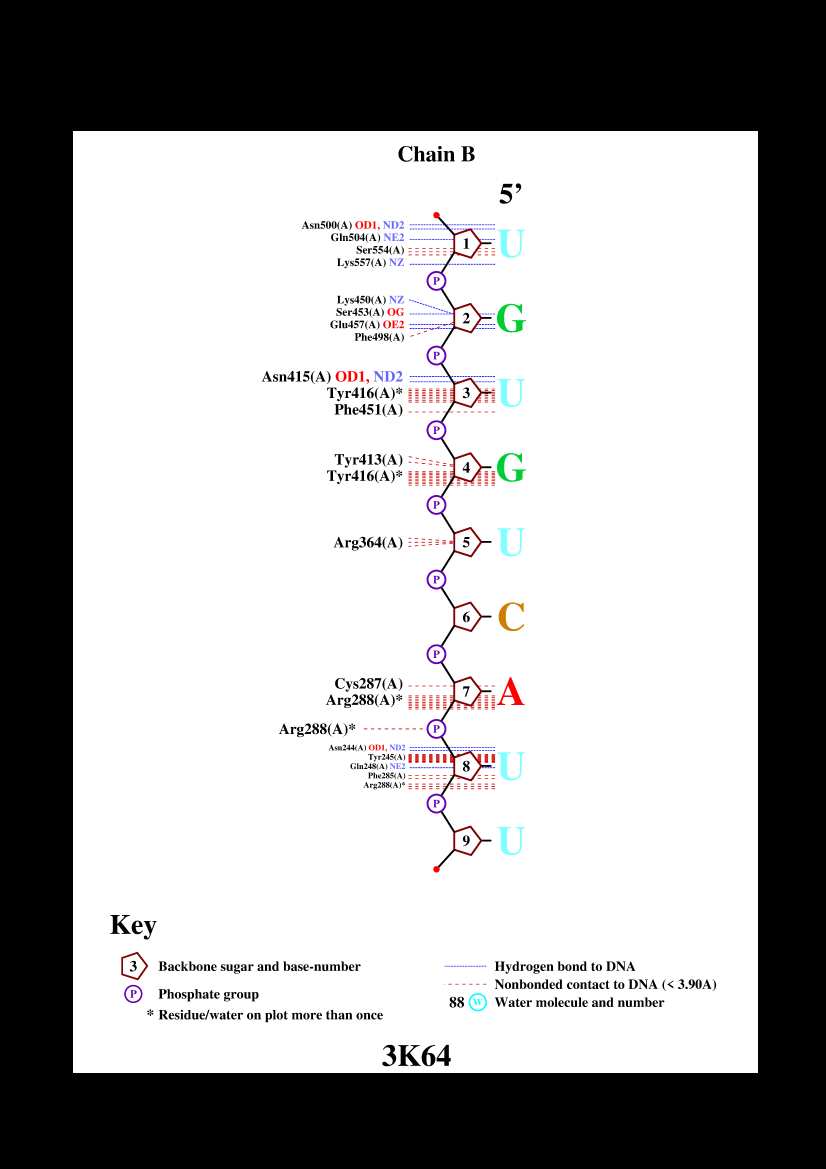 Chain B
5’
Asn500(A) OD1, ND2
Gln504(A) NE2
1 U
Ser554(A)
Lys557(A) NZ
P
Lys450(A) NZ
Ser453(A) OG
2 G
Glu457(A) OE2
Phe498(A)
P
Asn415(A) OD1, ND2
Tyr416(A)* 3 U
Phe451(A)
P
Tyr413(A)
4 G
Tyr416(A)*
P
Arg364(A) 5 U
P
6 C
P
Cys287(A)
7 A
Arg288(A)*
Arg288(A)* P
Asn244(A) OD1, ND2
Tyr245(A)
Gln248(A) NE2 8 U
Phe285(A)
Arg288(A)*
P
9 U
Key
3 Backbone sugar and base-number
P Phosphate group
* Residue/water on plot more than once
Hydrogen bond to DNA
Nonbonded contact to DNA (< 3.90A)
88 W Water molecule and number
3K64